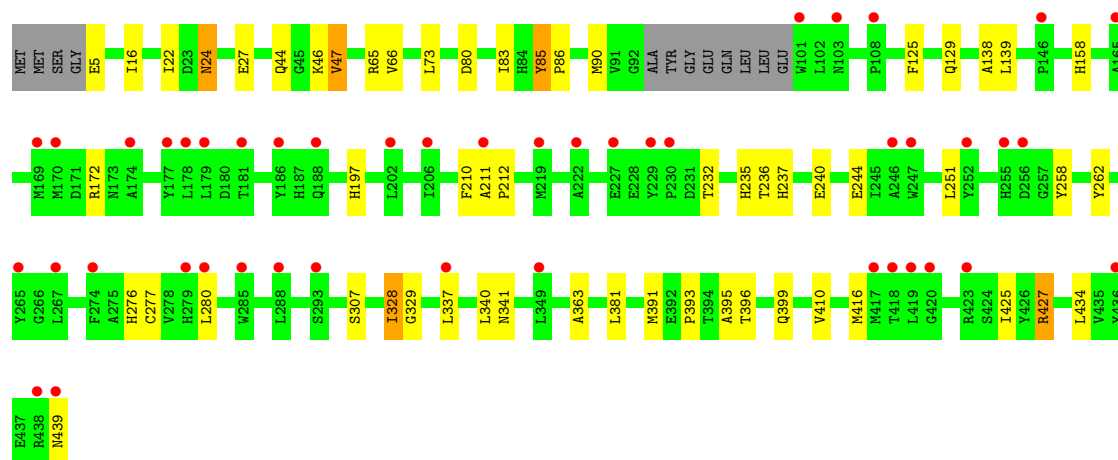 MET MET SER GLY E5 I16 I22 D23 N24 E27 Q44 G45 K46 V47 R65 V66 L73 D80 I83 H84 Y85 P86 M90 V91 G92 ALA TYR GLY GLU GLN LEU LEU LEU GLU W101 L102 N103 P108 F125 Q129 A138 L139 P146 H158 A165
M169 M170 D171 R172 N173 A174 Y177 L178 L179 D180 T181 Y186 H187 Q188 H197 L202 I206 F210 A211 P212 M219 A222 E227 E228 Y229 P230 D231 T232 H235 T236 H237 E240 E244 I245 A246 W247 L251 Y252 H255 D256 G257 Y258 Y262
Y265 G266 L267 F274 A275 H276 C277 V278 H279 L280 W285 L288 S293 S307 I328 G329 L337 L340 N341 L349 A363 L381 M391 E392 P393 T394 A395 T396 Q399 V410 M416 M417 T418 L419 G420 R423 S424 I425 Y426 R427 L434 V435 Y436
E437 R438 N439